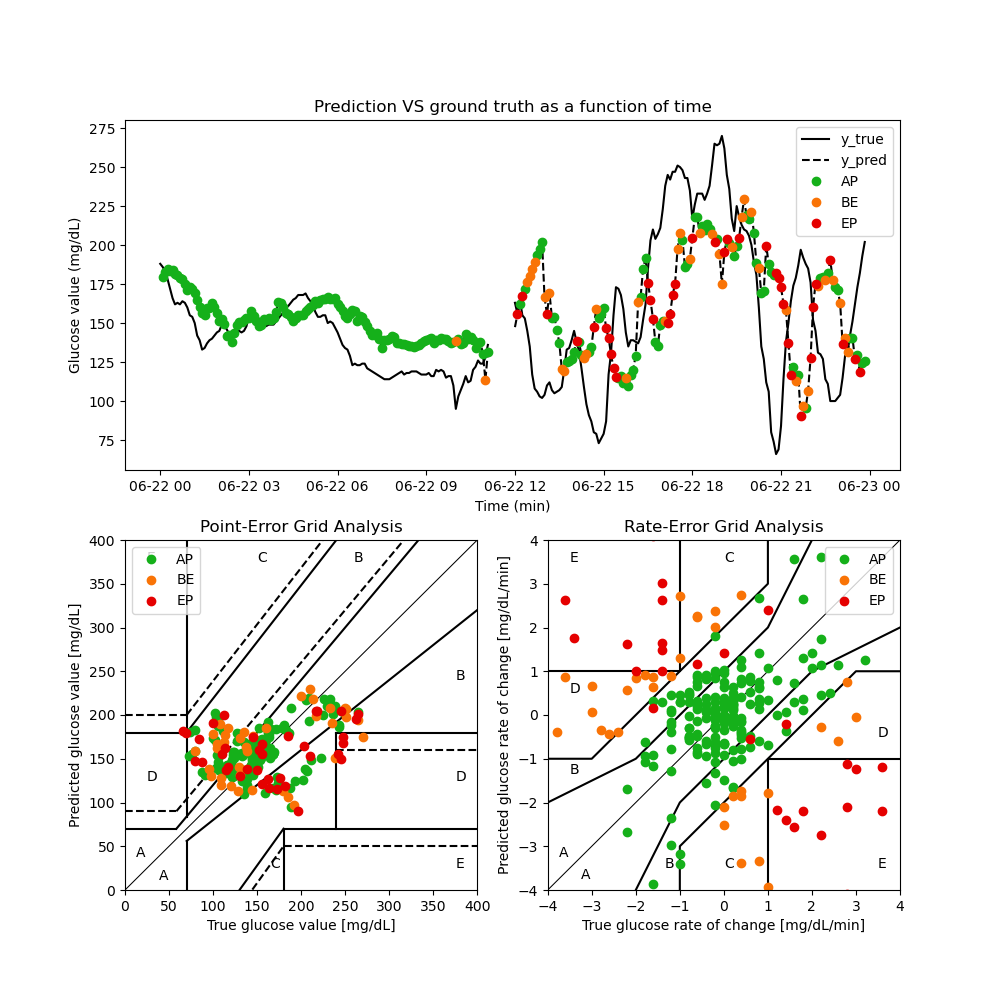 Prediction VS ground truth as a function of time
Glucose value (mg/dL)
275
250
225
200
175
150
125
100
75
y_true
y_pred
AP
BE
EP
06-22 00 06-22 03 06-22 06 06-22 09 06-22 12 06-22 15 06-22 18 06-22 21 06-23 00
Time (min)
Point-Error Grid Analysis
Predicted glucose value [mg/dL]
400
350
300
250
200
150
100
50
0
AP
BE
EP
C B
B
D D
A
A C E
0 50 100 150 200 250 300 350 400
True glucose value [mg/dL]
Rate-Error Grid Analysis
Predicted glucose rate of change [mg/dL/min]
4
3
2
1
0
−1
−2
−3
−4
E C
AP
BE
EP
D
D
B
A
A B C E
−4 −3 −2 −1 0 1 2 3 4
True glucose rate of change [mg/dL/min]